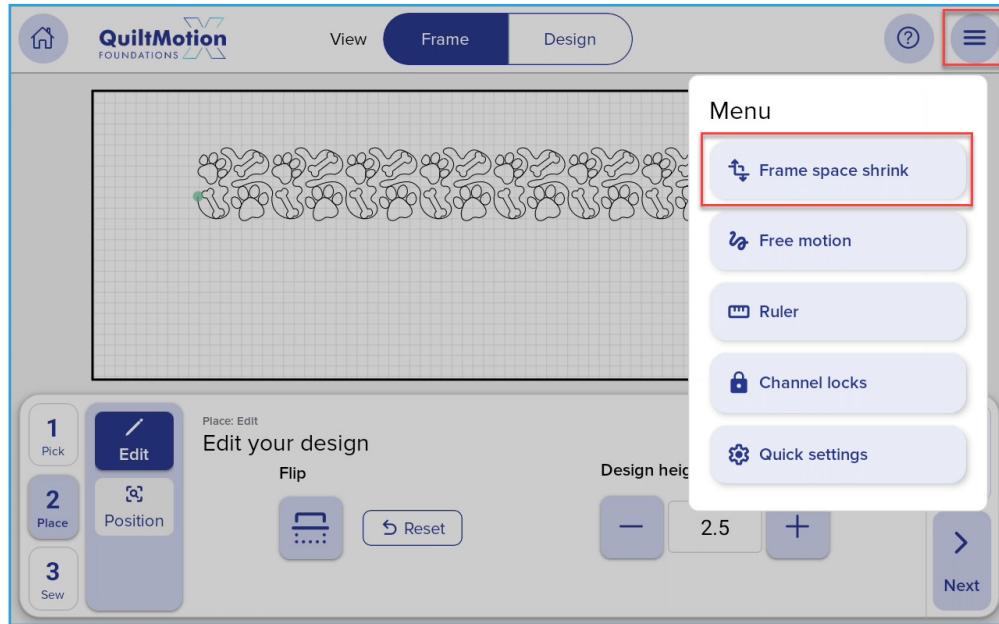 QuiltMotion
FOUNDATIONS
View
Frame
Design
?
Menu
Frame space shrink
Free motion
Ruler
Channel locks
Quick settings
1
Pick
2
Place
3
Sew
Edit
Position
Place: Edit
Edit your design
Flip
Reset
Design heig
2.5
Next